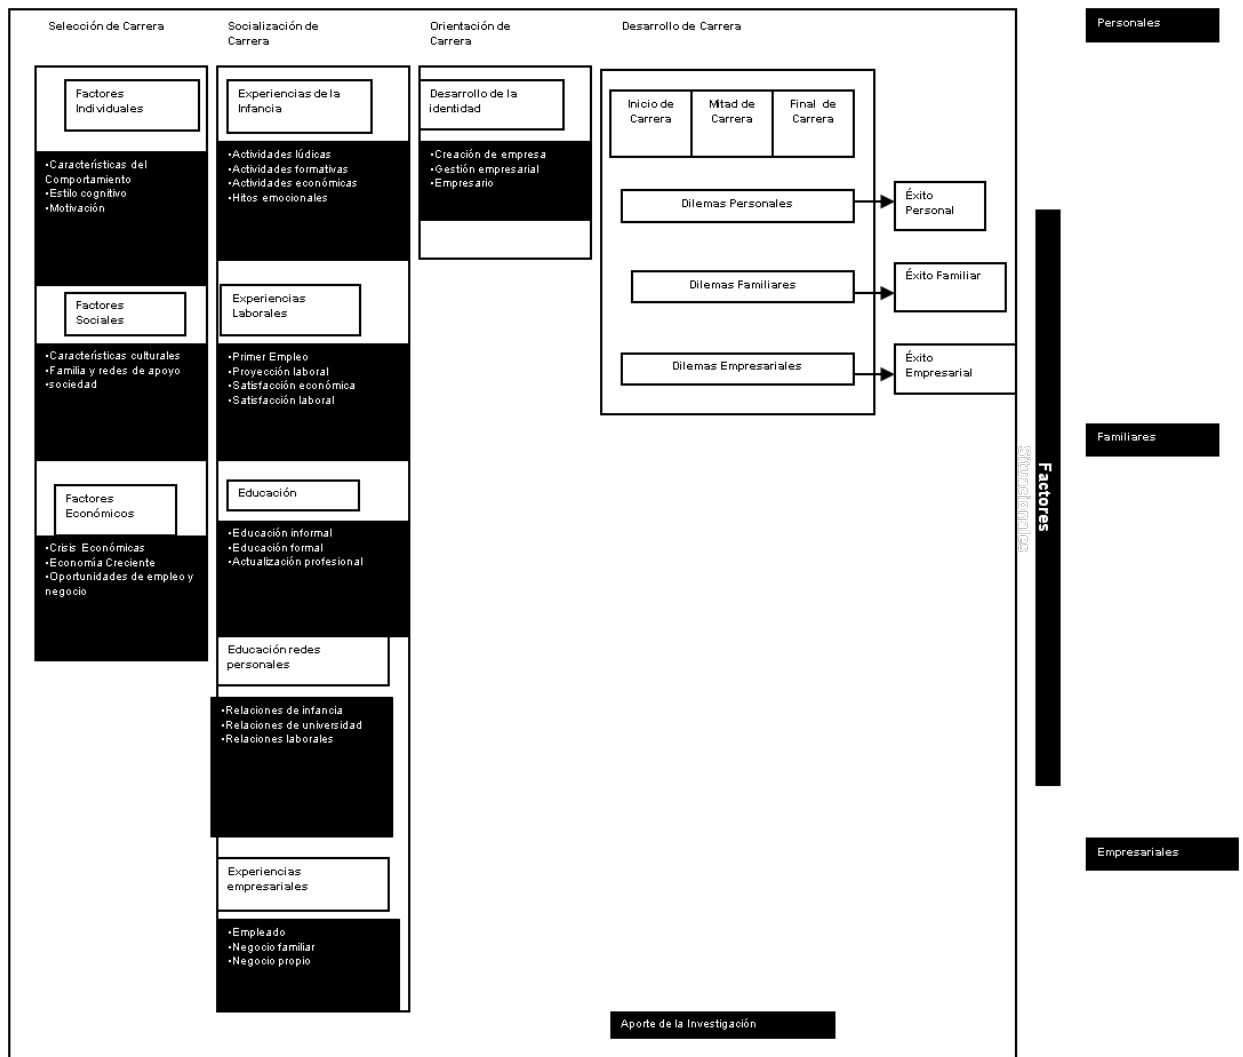 Selección de Carrera
Socialización de
Carrera
Orientación de
Carrera
Desarrollo de Carrera
Personales
Factores
Individuales
•Características del
Comportamiento
•Estilo cognitivo
•Motivación
Factores
Sociales
•Características culturales
•Familia y redes de apoyo
•sociedad
Factores
Económicos
•Crisis Económicas
•Economía Creciente
•Oportunidades de empleo y
negocio
Experiencias de la
Infancia
•Actividades lúdicas
•Actividades formativas
•Actividades económicas
•Hitos emocionales
Experiencias
Laborales
•Primer Empleo
•Proyección laboral
•Satisfacción económica
•Satisfacción laboral
Educación
•Educación informal
•Educación formal
•Actualización profesional
Educación redes
personales
•Relaciones de infancia
•Relaciones de universidad
•Relaciones laborales
Experiencias
empresariales
•Empleado
•Negocio familiar
•Negocio propio
Desarrollo de la
identidad
•Creación de empresa
•Gestión empresarial
•Empresario
Inicio de
Carrera
Mitad de
Carrera
Final de
Carrera
Dilemas Personales
Éxito
Personal
Dilemas Familiares
Éxito Familiar
Dilemas Empresariales
Éxito
Empresarial
Factores
Situacionales
Familiares
Empresariales
Aporte de la Investigación